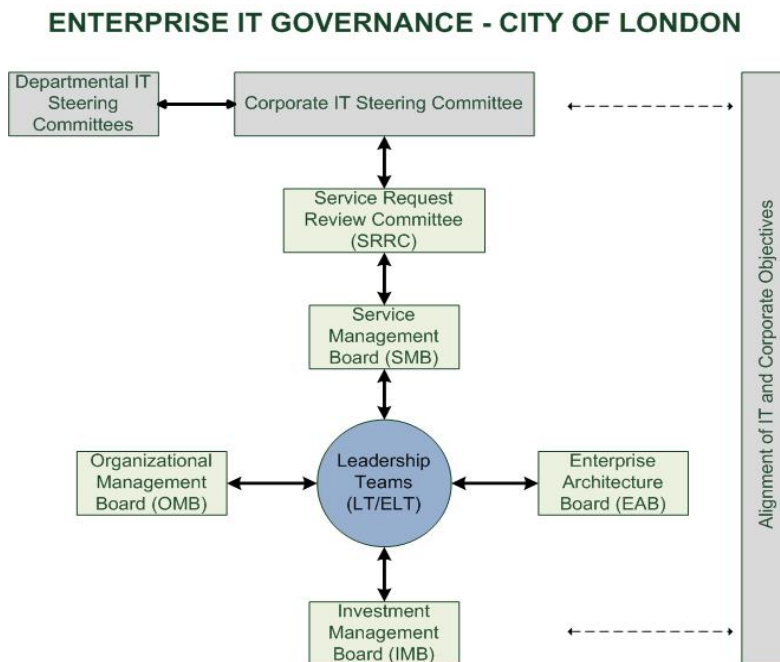 ENTERPRISE IT GOVERNANCE - CITY OF LONDON
Departmental IT
Steering
Committees
Corporate IT Steering Committee
Service Request
Review Committee
(SRRC)
Service
Management
Board (SMB)
Organizational
Management
Board (OMB)
Leadership
Teams
(LT/ELT)
Enterprise
Architecture
Board (EAB)
Investment
Management
Board (IMB)
Alignment of IT and Corporate Objectives